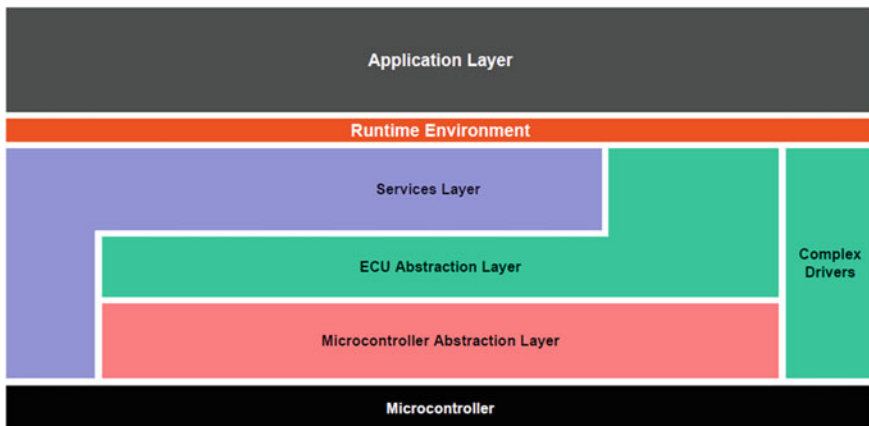 Application Layer
Runtime Environment
Services Layer
ECU Abstraction Layer
Complex
Drivers
Microcontroller Abstraction Layer
Microcontroller